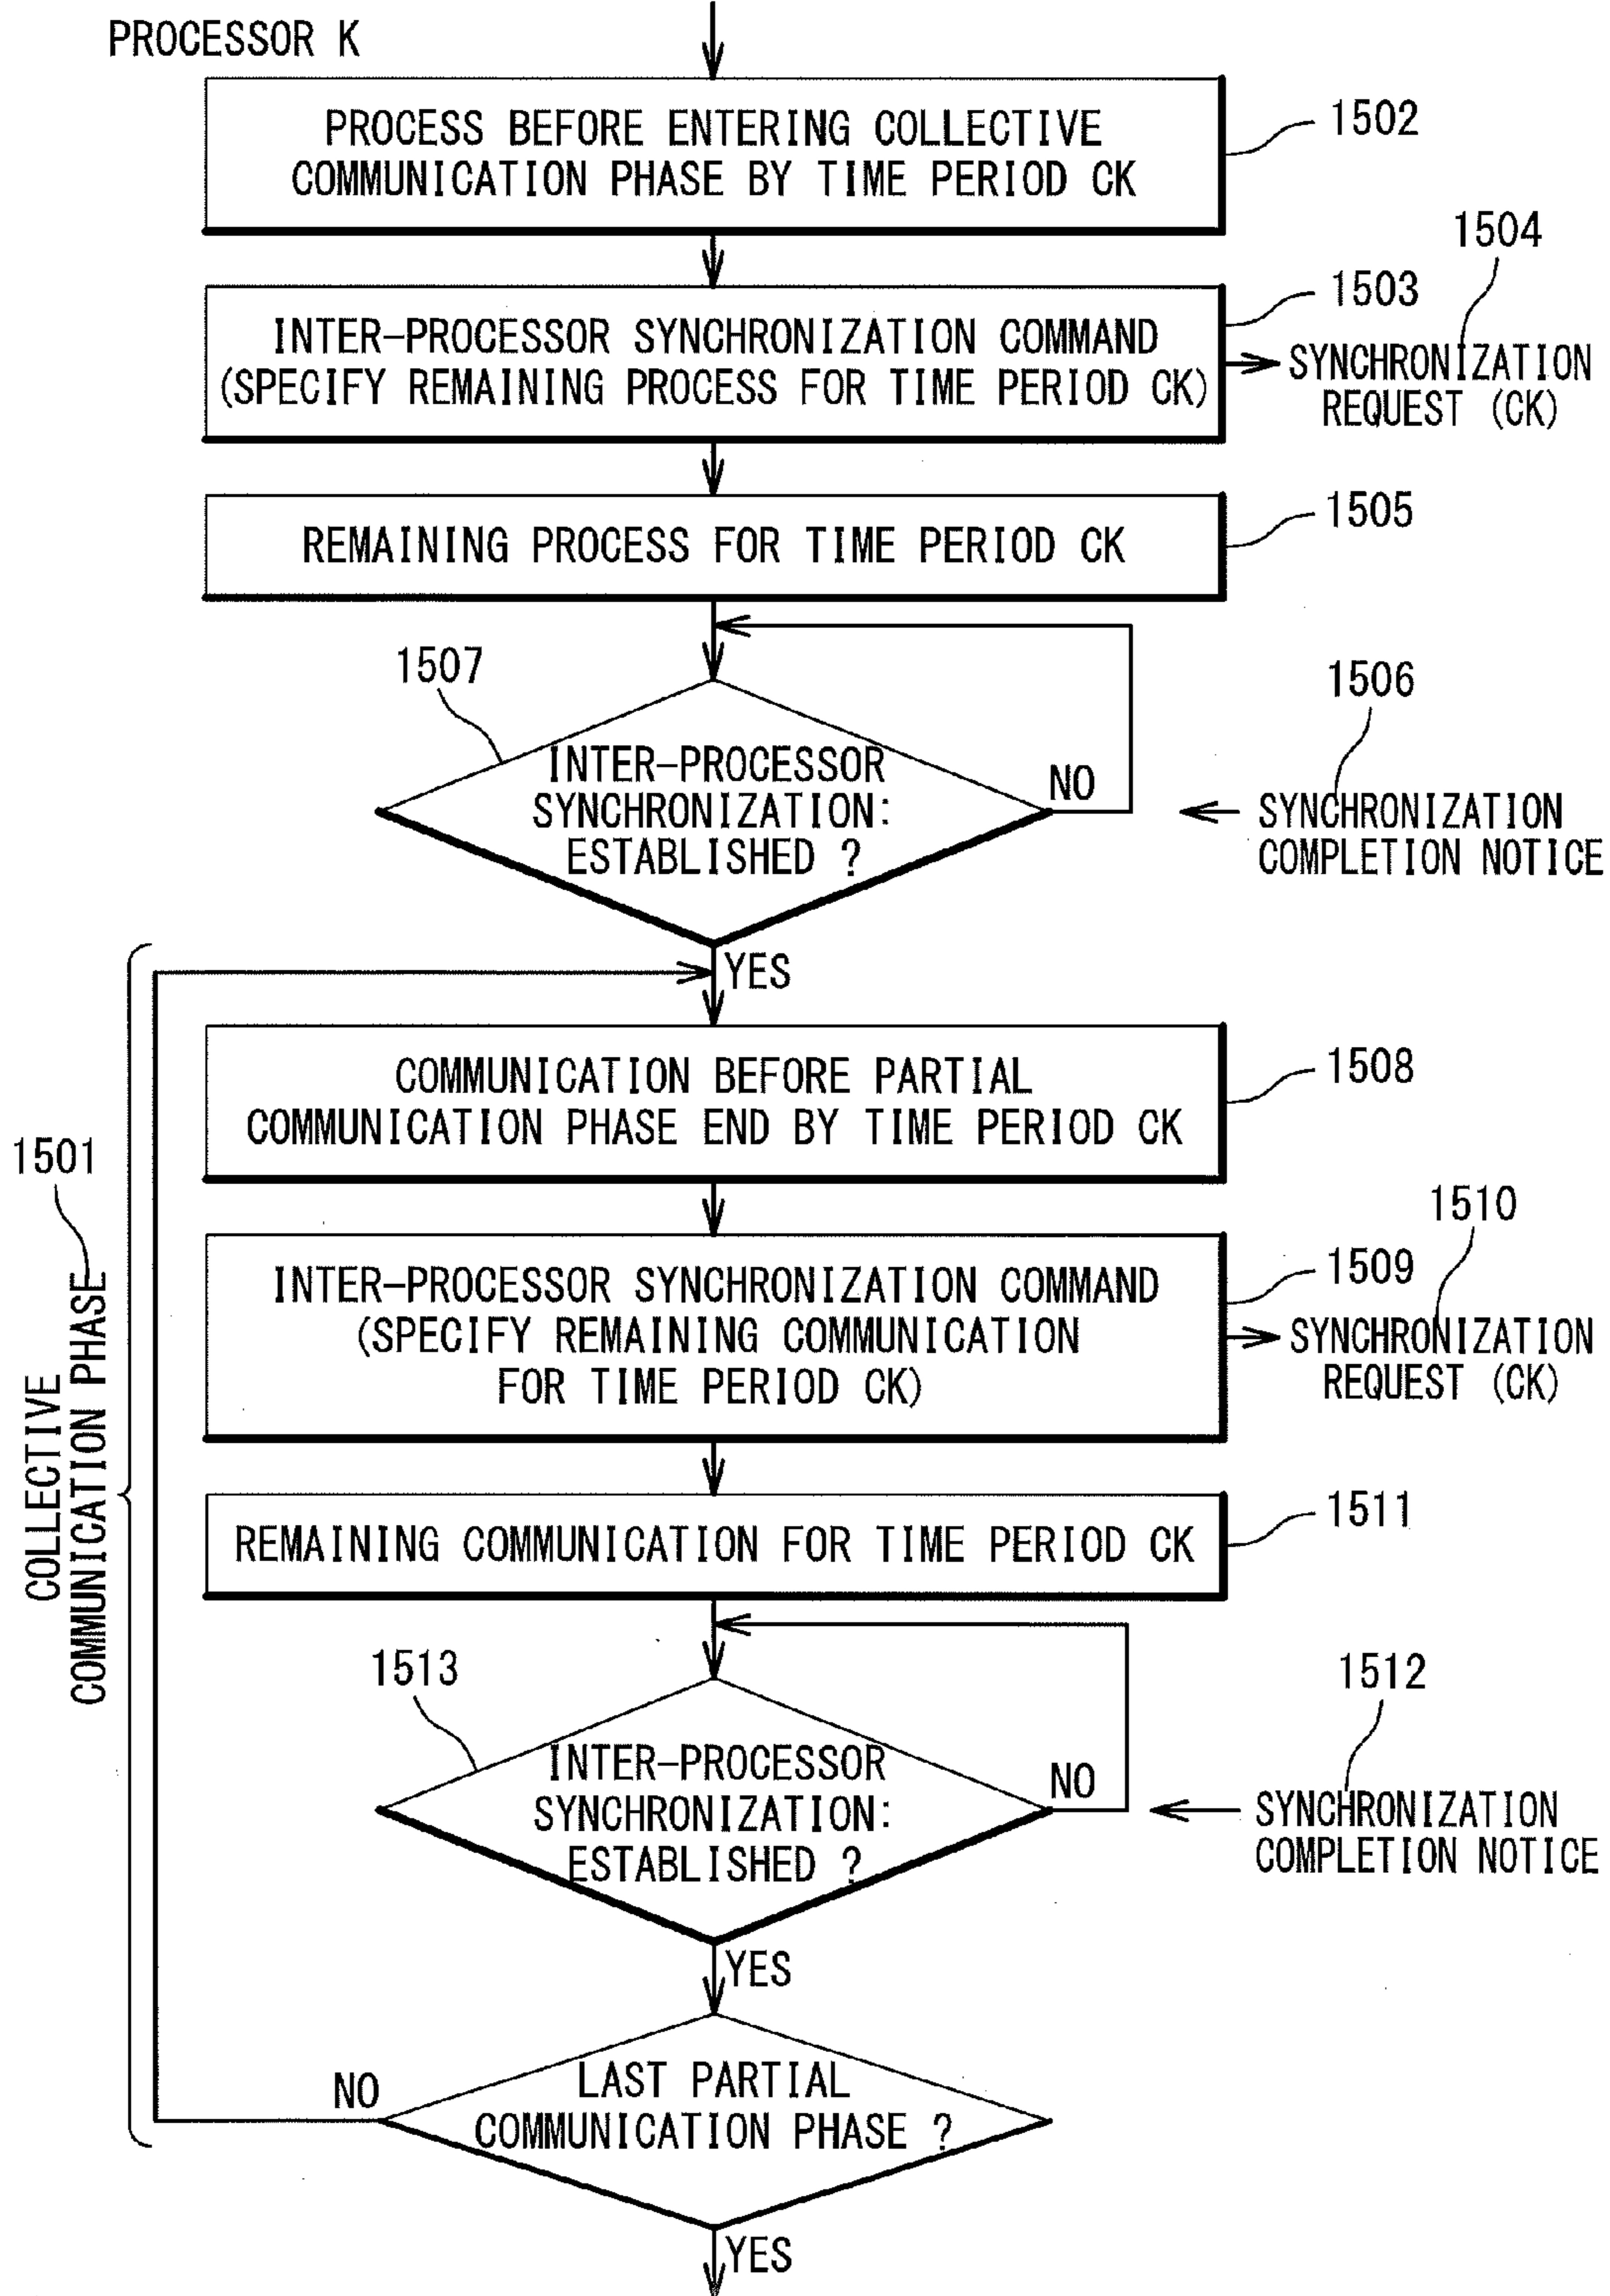 PROCESSOR K
PROCESS BEFORE ENTERING COLLECTIVE
COMMUNICATION PHASE BY TIME PERIOD CK
1502
1504
1503
INTER-PROCESSOR SYNCHRONIZATION COMMAND
(SPECIFY REMAINING PROCESS FOR TIME PERIOD CK)
SYNCHRONIZATION
REQUEST (CK)
REMAINING PROCESS FOR TIME PERIOD CK
1505
1507
1506
INTER-PROCESSOR
SYNCHRONIZATION:
ESTABLISHED ?
NO
SYNCHRONIZATION
COMPLETION NOTICE
YES
COMMUNICATION BEFORE PARTIAL
COMMUNICATION PHASE END BY TIME PERIOD CK
1508
1501
COLLECTIVE
COMMUNICATION PHASE
1510
1509
INTER-PROCESSOR SYNCHRONIZATION COMMAND
(SPECIFY REMAINING COMMUNICATION
FOR TIME PERIOD CK)
SYNCHRONIZATION
REQUEST (CK)
REMAINING COMMUNICATION FOR TIME PERIOD CK
1511
1513
1512
INTER-PROCESSOR
SYNCHRONIZATION:
ESTABLISHED ?
NO
SYNCHRONIZATION
COMPLETION NOTICE
YES
LAST PARTIAL
COMMUNICATION PHASE ?
NO
YES